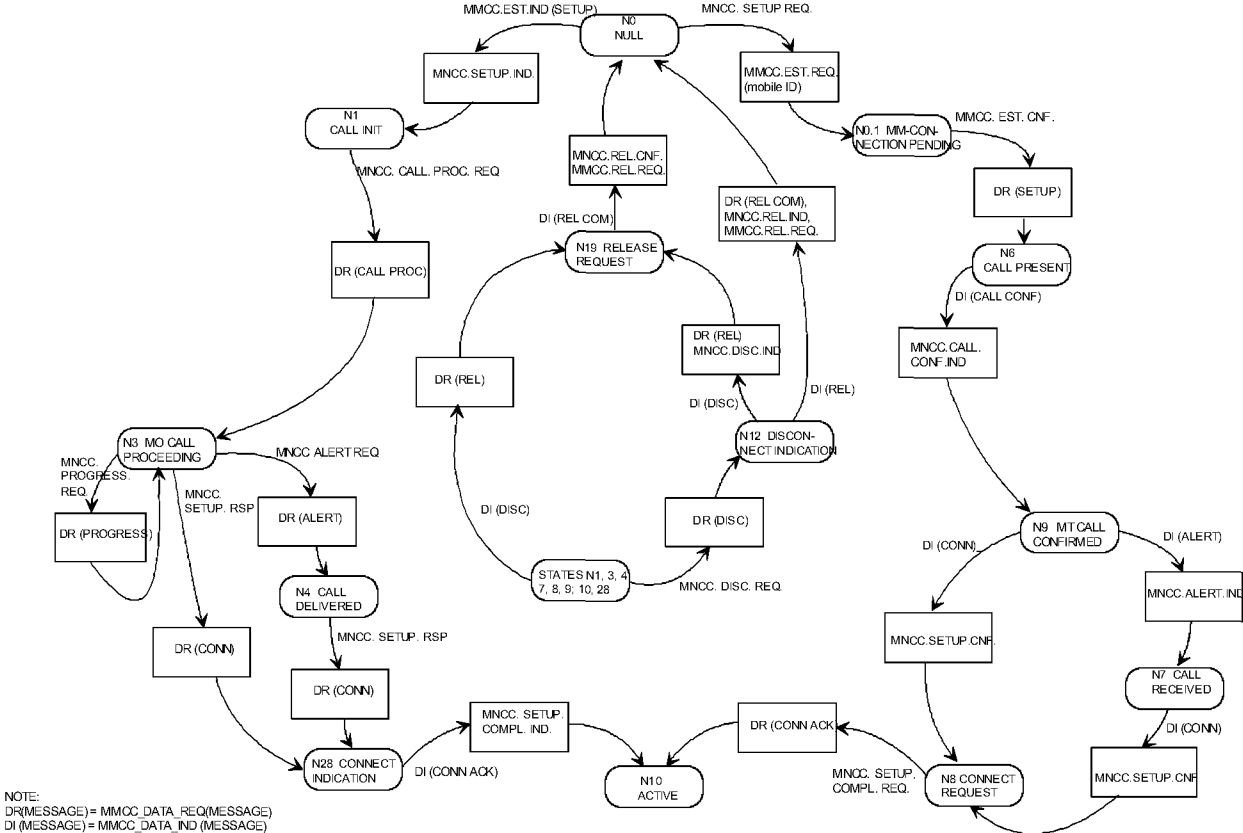 MMCC.EST.IND (SETUP)
N0
NULL
MNCC. SETUP REQ.
MNCC.SETUP.IND.
MMCC.EST.REQ.
(mobile ID)
N1
CALL INIT
N0.1 MM-CON-
NECTION PENDING
MMCC. EST. CNF.
MNCC. CALL. PROC. REQ
MNCC.REL.CNF.
MMCC.REL.REQ.
DR (SETUP)
DI (REL COM)
DR (REL COM),
MNCC.REL.IND,
MMCC.REL.REQ.
N19 RELEASE
REQUEST
N6
CALL PRESENT
DR (CALL PROC)
DI (CALL CONF)
DR (REL)
MNCC.DISC.IND
MNCC.CALL.
CONF.IND
DR (REL)
DI (DISC)
DI (REL)
N3 MO CALL
PROCEEDING
MNCC ALERT REQ
N12 DISCON-
NECT INDICATION
MNCC.
PROGRESS.
REQ.
MNCC.
SETUP. RSP
DR (PROGRESS)
DR (ALERT)
DI (DISC)
DR (DISC)
N9 MT CALL
CONFIRMED
DI (CONN)
DI (ALERT)
N4 CALL
DELIVERED
STATES N1, 3, 4
7, 8, 9; 10, 28
MNCC. DISC. REQ.
MNCC.ALERT.IND
MNCC. SETUP. RSP
DR (CONN)
MNCC.SETUP.CNF.
N7 CALL
RECEIVED
DR (CONN)
MNCC. SETUP.
COMPL. IND.
DR (CONN ACK)
DI (CONN)
N28 CONNECT
INDICATION
DI (CONN ACK)
N10
ACTIVE
MNCC. SETUP.
COMPL. REQ.
N8 CONNECT
REQUEST
MNCC.SETUP.CNF
NOTE:
DR(MESSAGE) = MMCC_DATA_REQ(MESSAGE)
DI (MESSAGE) = MMCC_DATA_IND (MESSAGE)